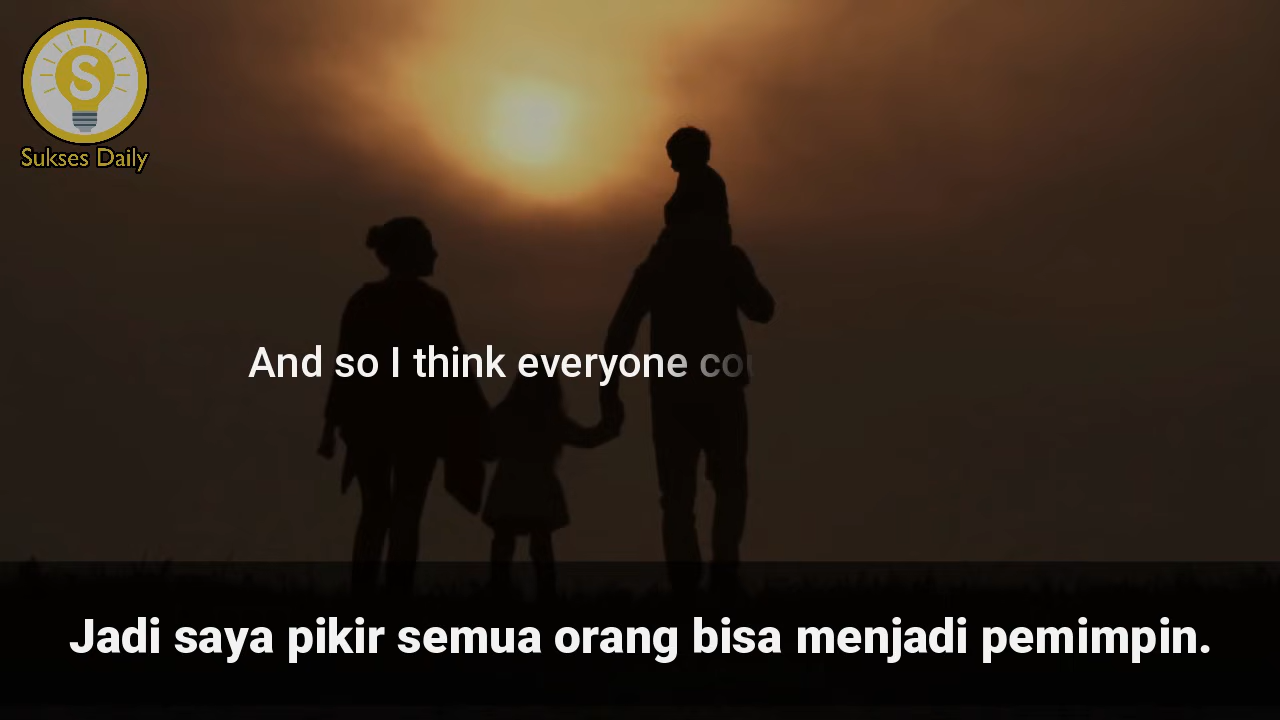 S
Sukses Daily
And so I think everyone
Jadi saya pikir semua orang bisa menjadi pemimpin.